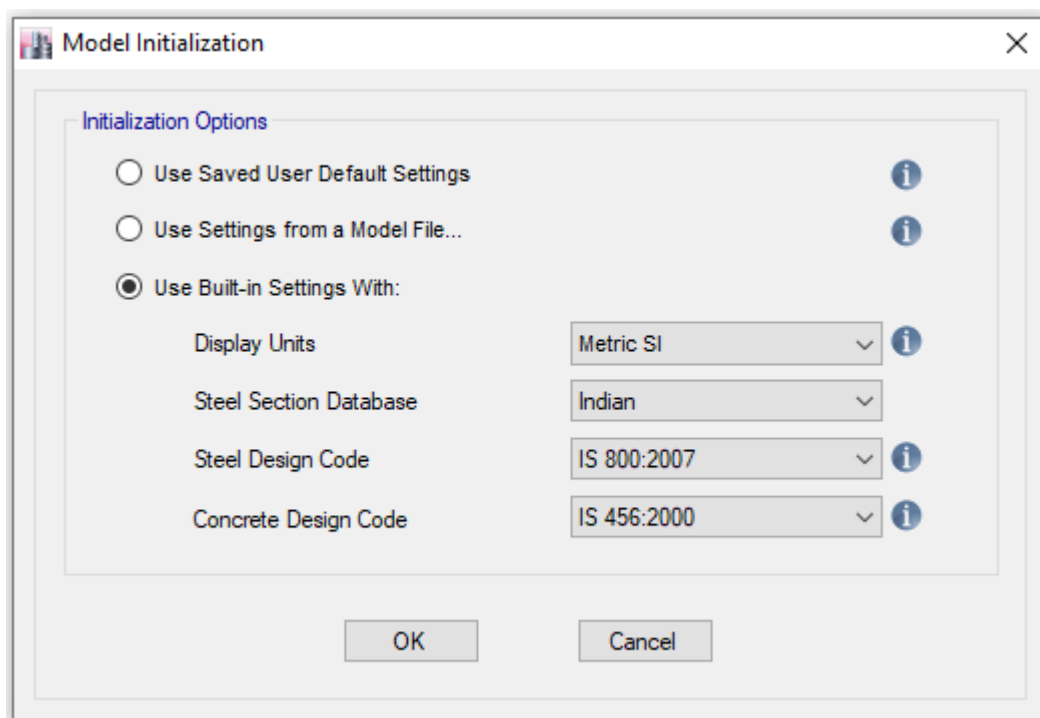 Model Initialization
Initialization Options
Use Saved User Default Settings
Use Settings from a Model File...
Use Built-in Settings With:
Display Units Metric SI
Steel Section Database Indian
Steel Design Code IS 800:2007
Concrete Design Code IS 456:2000
OK Cancel